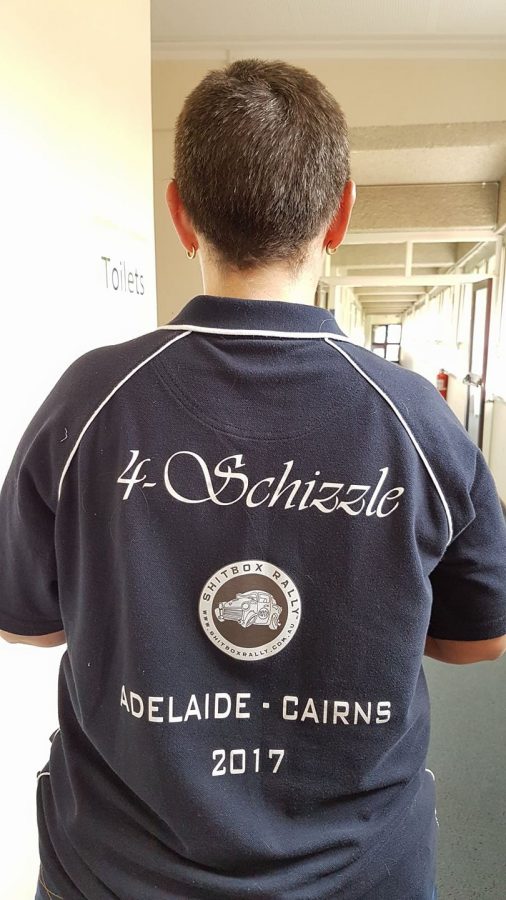 Toilets
4-Schizzle
SHITBOX RALLY
WWW.SHITBOXRALLY.COM.AU
ADELAIDE - CAIRNS
2017